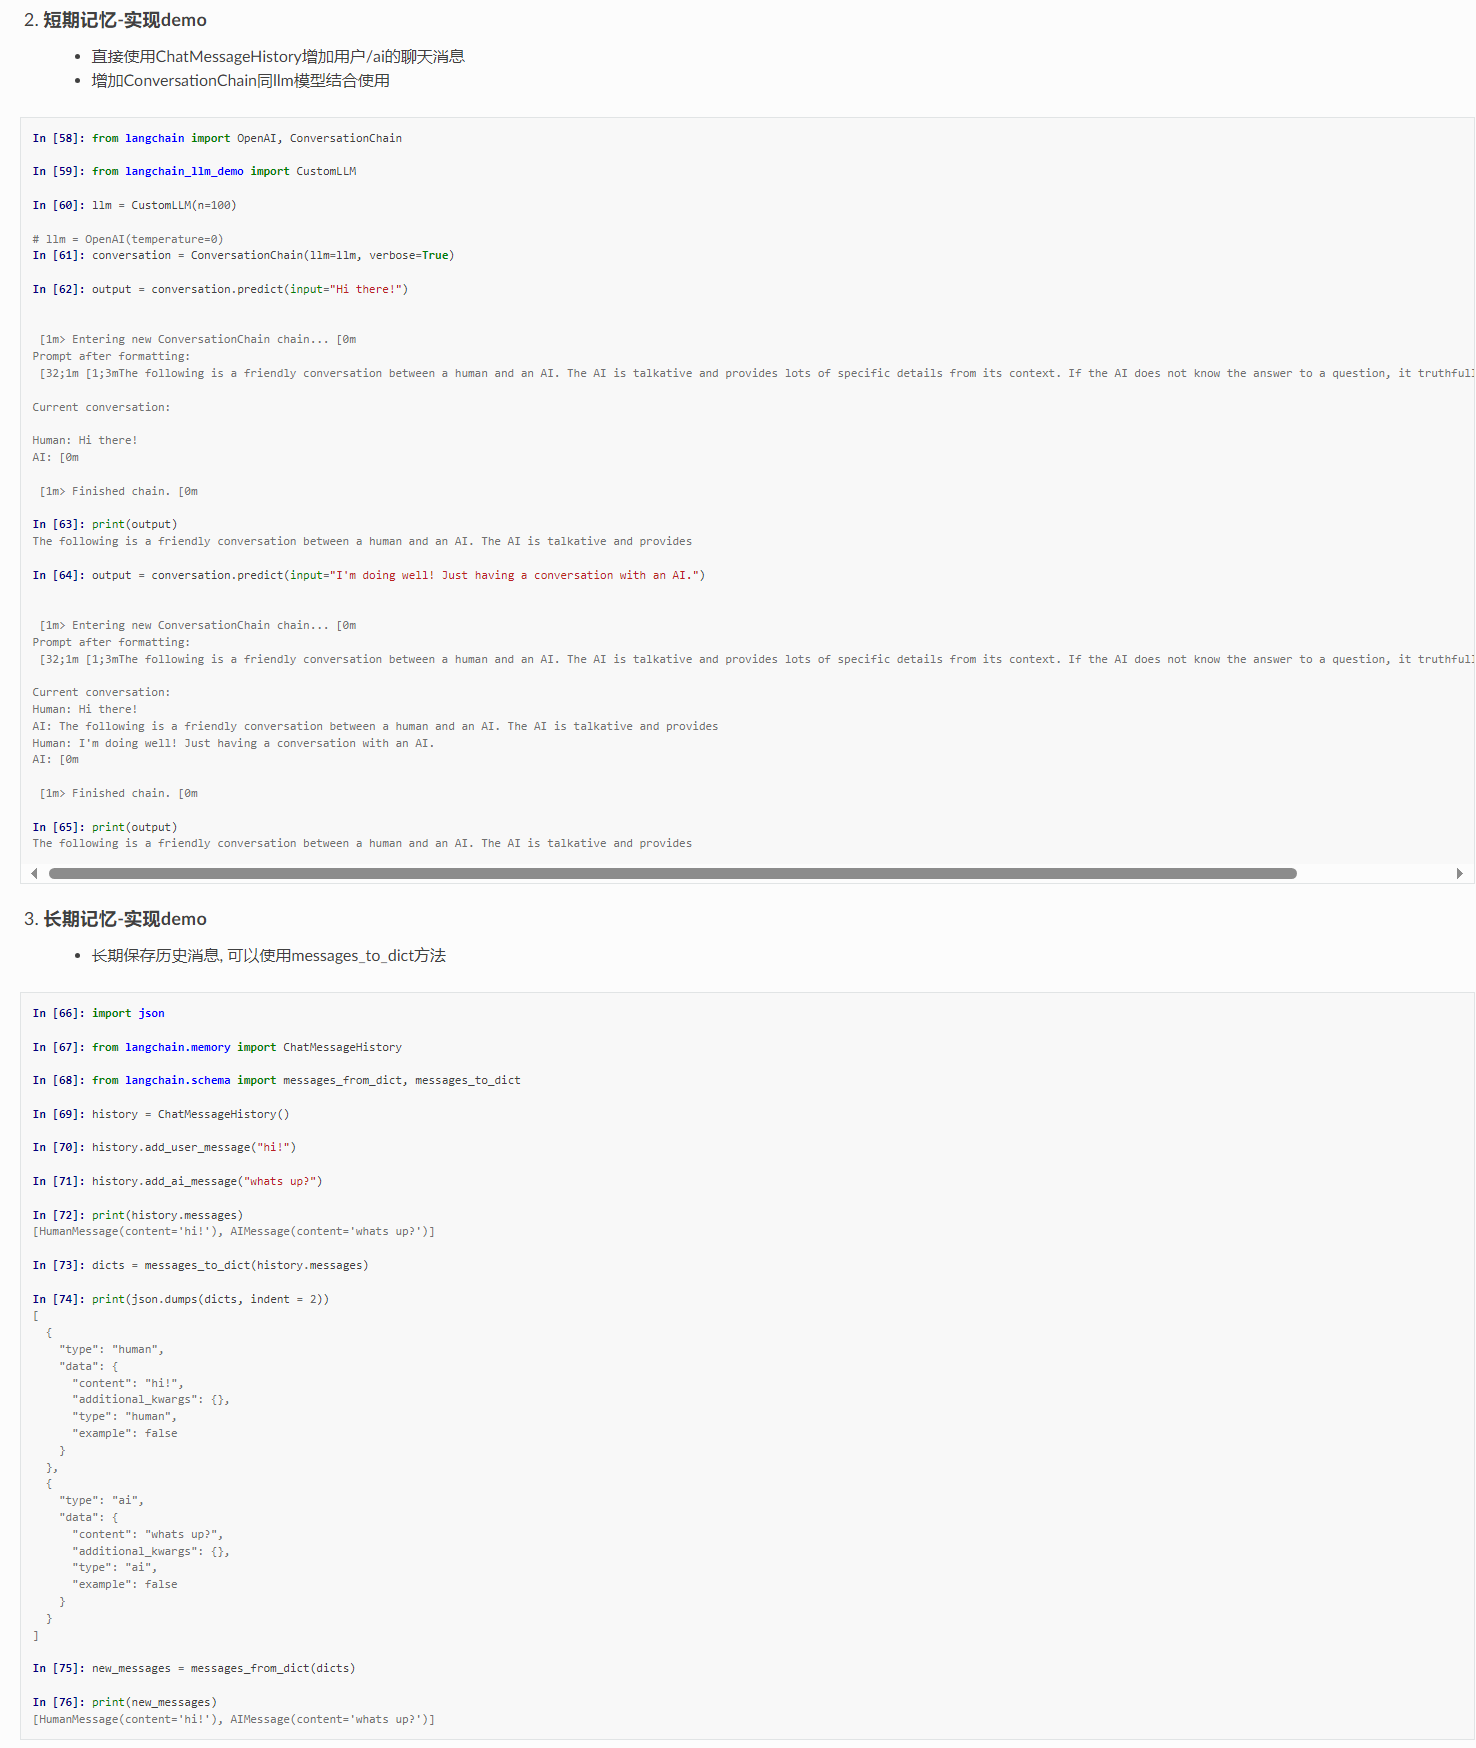 2. 短期记忆-实现demo
• 直接使用ChatMessageHistory增加用户/ai的聊天消息
• 增加ConversationChain同llm模型结合使用
In [58]: from langchain import OpenAI, ConversationChain
In [59]: from langchain_llm_demo import CustomLLM
In [60]: llm = CustomLLM(n=100)
# llm = OpenAI(temperature=0)
In [61]: conversation = ConversationChain(llm=llm, verbose=True)
In [62]: output = conversation.predict(input="Hi there!")
[1m> Entering new ConversationChain chain... [0m
Prompt after formatting:
[32;1m [1;3mThe following is a friendly conversation between a human and an AI. The AI is talkative and provides lots of specific details from its context. If the AI does not know the answer to a question, it truthfull
Current conversation:
Human: Hi there!
AI: [0m
[1m> Finished chain. [0m
In [63]: print(output)
The following is a friendly conversation between a human and an AI. The AI is talkative and provides
In [64]: output = conversation.predict(input="I'm doing well! Just having a conversation with an AI.")
[1m> Entering new ConversationChain chain... [0m
Prompt after formatting:
[32;1m [1;3mThe following is a friendly conversation between a human and an AI. The AI is talkative and provides lots of specific details from its context. If the AI does not know the answer to a question, it truthfull
Current conversation:
Human: Hi there!
AI: The following is a friendly conversation between a human and an AI. The AI is talkative and provides
Human: I'm doing well! Just having a conversation with an AI.
AI: [0m
[1m> Finished chain. [0m
In [65]: print(output)
The following is a friendly conversation between a human and an AI. The AI is talkative and provides
3. 长期记忆-实现demo
• 长期保存历史消息, 可以使用messages_to_dict方法
In [66]: import json
In [67]: from langchain.memory import ChatMessageHistory
In [68]: from langchain.schema import messages_from_dict, messages_to_dict
In [69]: history = ChatMessageHistory()
In [70]: history.add_user_message("hi!")
In [71]: history.add_ai_message("whats up?")
In [72]: print(history.messages)
[HumanMessage(content='hi!'), AIMessage(content='whats up?')]
In [73]: dicts = messages_to_dict(history.messages)
In [74]: print(json.dumps(dicts, indent = 2))
[
{
"type": "human",
"data": {
"content": "hi!",
"additional_kwargs": {},
"type": "human",
"example": false
}
},
{
"type": "ai",
"data": {
"content": "whats up?",
"additional_kwargs": {},
"type": "ai",
"example": false
}
}
]
In [75]: new_messages = messages_from_dict(dicts)
In [76]: print(new_messages)
[HumanMessage(content='hi!'), AIMessage(content='whats up?')]